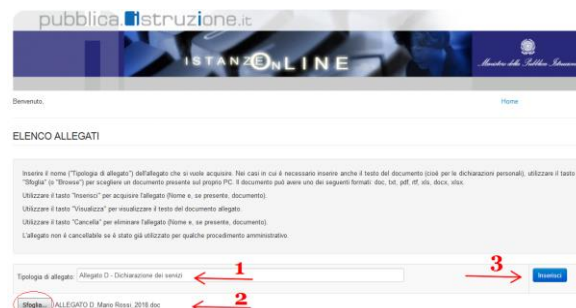 pubblica.istruzione.it
ISTANZE ONLINE
Ministero della Pubblica Istruzione
Benvenuto,
Home
ELENCO ALLEGATI
Inserire il nome ("Tipologia di allegato") dell'allegato che si vuole acquisire. Nei casi in cui è necessario inserire anche il testo del documento (cioè per le dichiarazioni personali), utilizzare il tasto
"Sfoglia" (o "Browse") per scegliere un documento presente sul proprio PC. Il documento può avere uno dei seguenti formati: doc, txt, pdf, rtf, xls, docx, xlsx.
Utilizzare il tasto "Inserisci" per acquisire l'allegato (Nome e, se presente, documento).
Utilizzare il tasto "Visualizza" per visualizzare il testo del documento allegato.
Utilizzare il tasto "Cancella" per eliminare l'allegato (Nome e, se presente, documento).
L'allegato non è cancellabile se è stato già utilizzato per qualche procedimento amministrativo.
Tipologia di allegato: Allegato D - Dichiarazione dei servizi 1 3 Inserisci
Sfoglia... ALLEGATO D_Mario Rossi_2016.doc 2